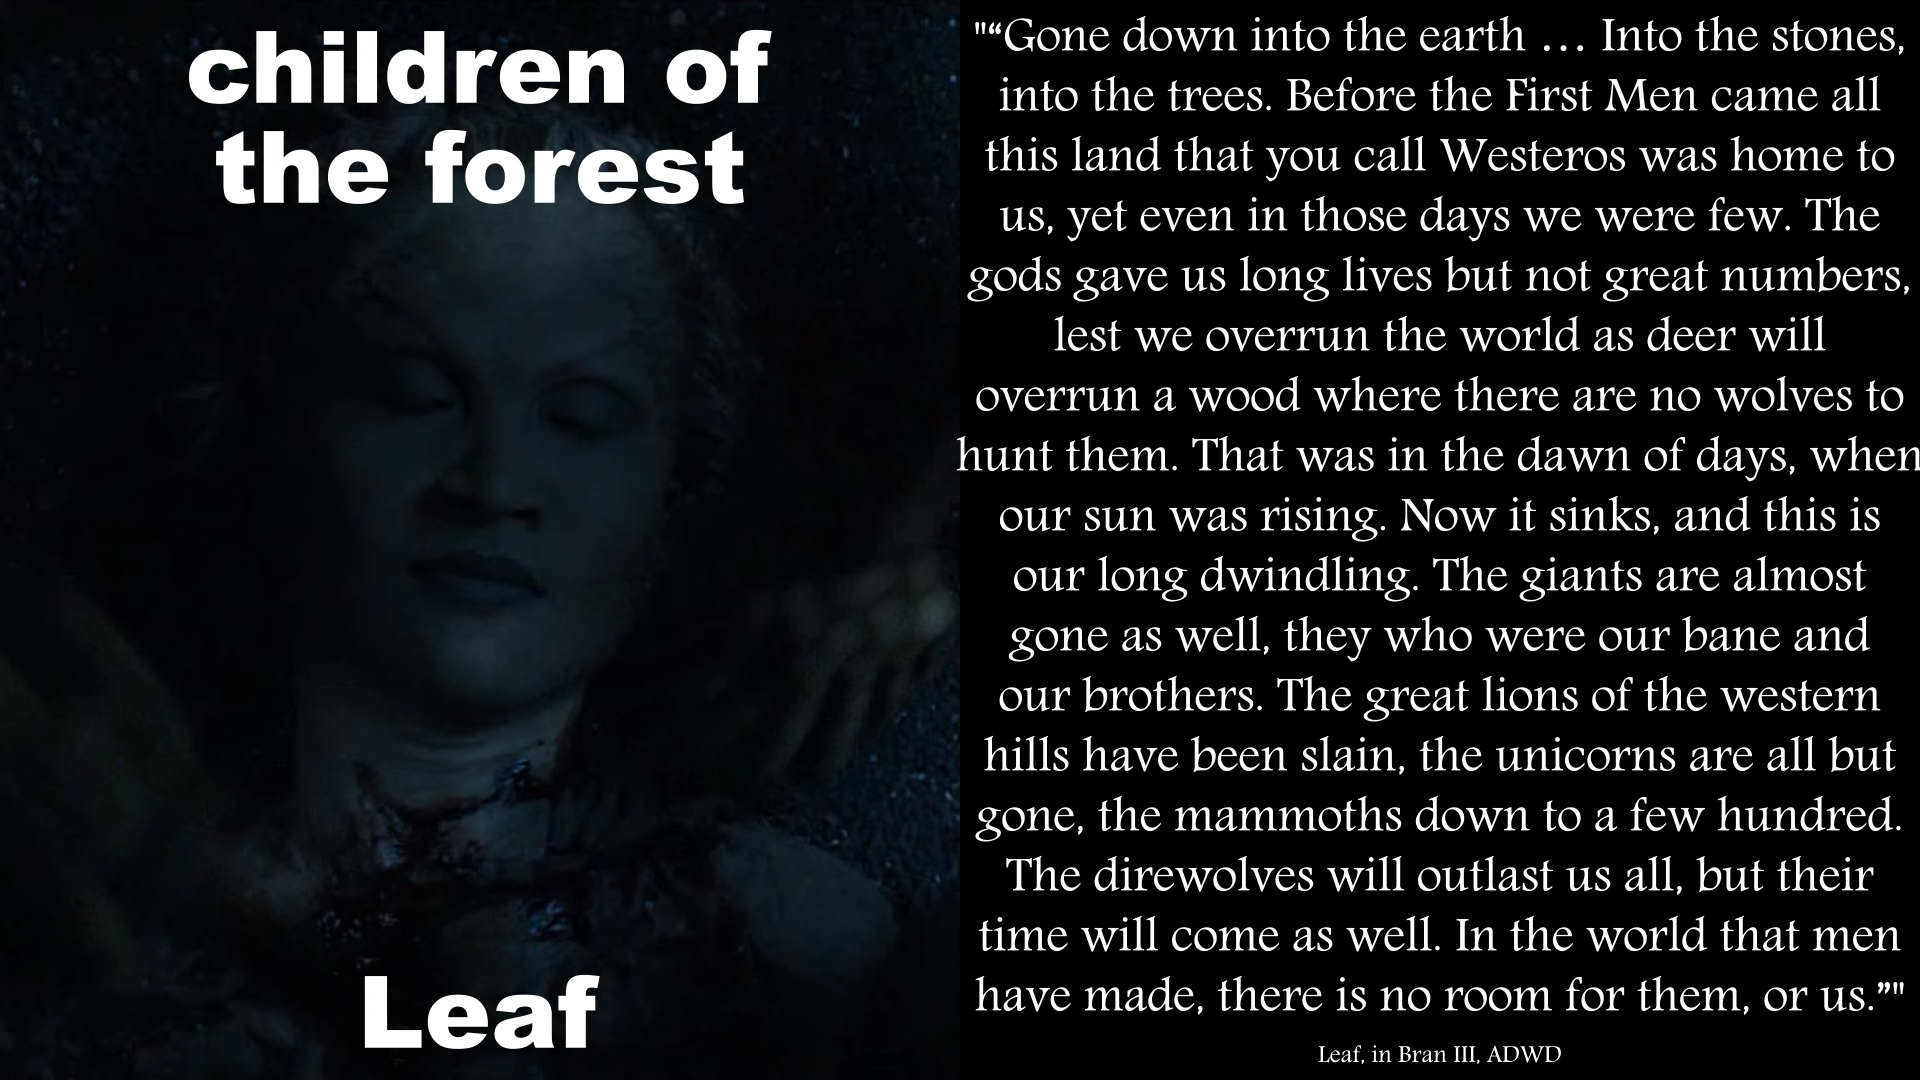 children of
the forest
Leaf
"“Gone down into the earth … Into the stones,
into the trees. Before the First Men came all
this land that you call Westeros was home to
us, yet even in those days we were few. The
gods gave us long lives but not great numbers,
lest we overrun the world as deer will
overrun a wood where there are no wolves to
hunt them. That was in the dawn of days, when
our sun was rising. Now it sinks, and this is
our long dwindling. The giants are almost
gone as well, they who were our bane and
our brothers. The great lions of the western
hills have been slain, the unicorns are all but
gone, the mammoths down to a few hundred.
The direwolves will outlast us all, but their
time will come as well. In the world that men
have made, there is no room for them, or us.”"
Leaf, in Bran III, ADWD